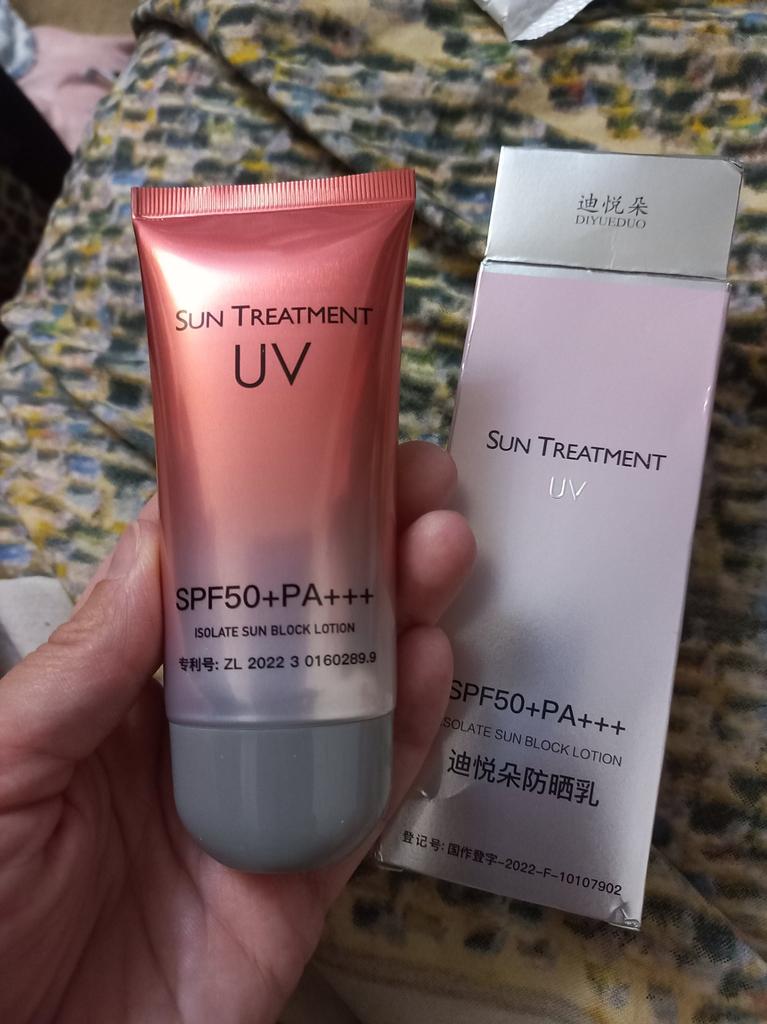 SUN TREATMENT
UV
SPF50+PA+++
ISOLATE SUN BLOCK LOTION
专利号: ZL 2022 3 0160289.9
迪悦朵
DIYUEDUO
SUN TREATMENT
UV
SPF50+PA+++
ISOLATE SUN BLOCK LOTION
迪悦朵防晒乳
登记号: 国作登字-2022-F-10107902